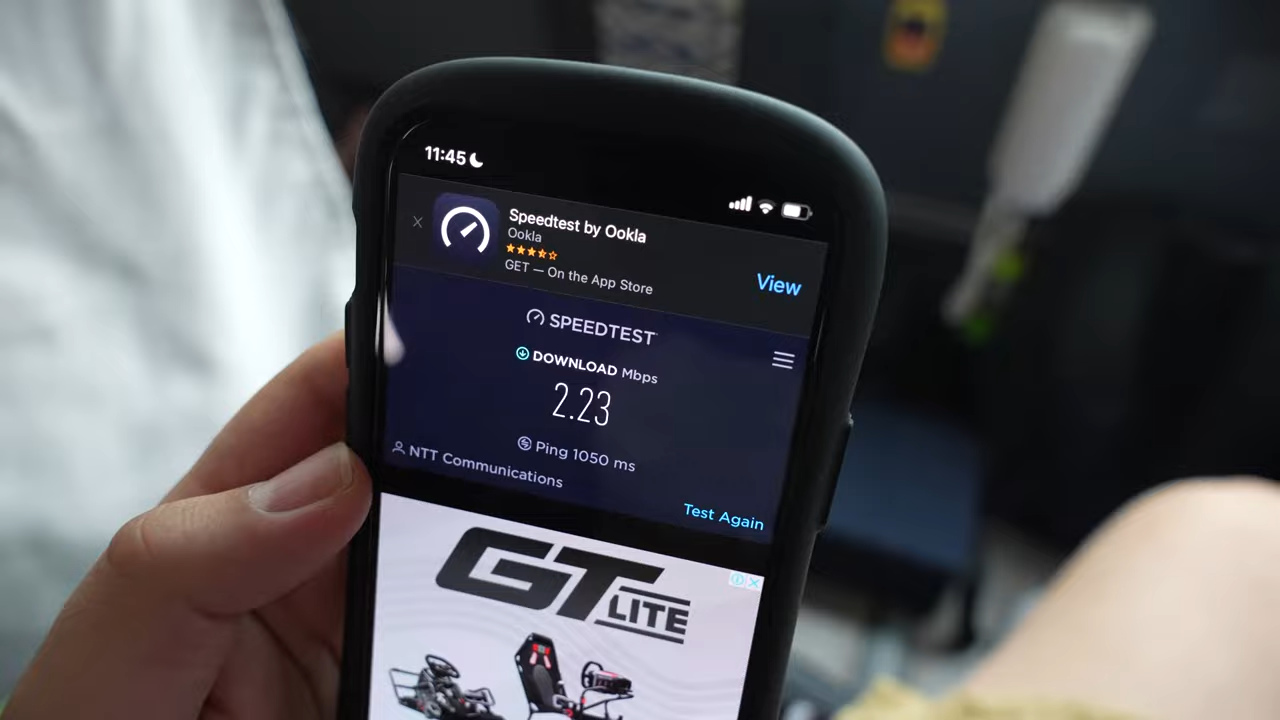 11:45
Speedtest by Ookla
Ookla
GET — On the App Store
View
SPEEDTEST
DOWNLOAD Mbps
2.23
Ping 1050 ms
NTT Communications
Test Again
GT
LITE